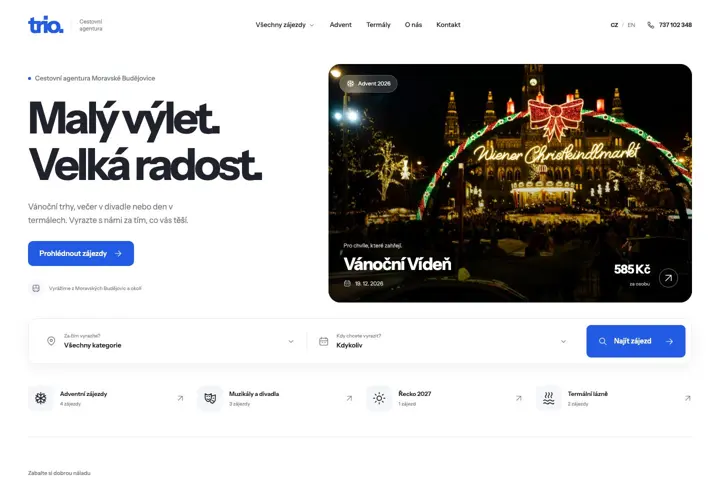 trio.
Cestovní
agentura
Všechny zájezdy
Advent
Termály
O nás
Kontakt
CZ / EN
737 102 348
Cestovní agentura Moravské Budějovice
Malý výlet.
Velká radost.
Vánoční trhy, večer v divadle nebo den v
termálech. Vyrazte s námi za tím, co vás těší.
Prohlédnout zájezdy
Vyrážíme z Moravských Budějovic a okolí
Advent 2026
Wiener Christkindlmarkt
Pro chvíle, které zahřejí.
Vánoční Vídeň
19. 12. 2026
585 Kč
za osobu
Za čím vyrazíte?
Všechny kategorie
Kdy chcete vyrazit?
Kdykoliv
Najít zájezd
Adventní zájezdy
4 zájezdy
Muzikály a divadla
3 zájezdy
Řecko 2027
1 zájezd
Termální lázně
2 zájezdy
Zabalte si dobrou náladu